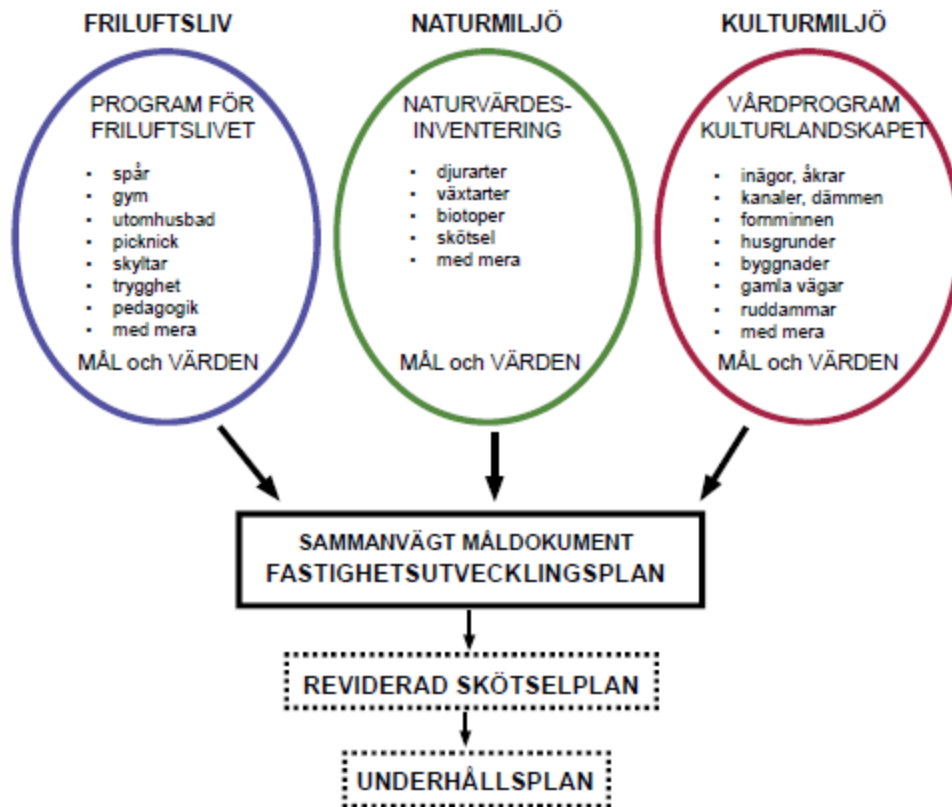 FRILUFTSLIV
PROGRAM FÖR
FRILUFTSLIVET
• spår
• gym
• utomhusbad
• picknick
• skyltar
• trygghet
• pedagogik
• med mera
MÅL och VÄRDEN
NATURMILJÖ
NATURVÄRDES-
INVENTERING
• djurarter
• växtarter
• biotoper
• skötsel
• med mera
MÅL och VÄRDEN
KULTURMILJÖ
VÅRDPROGRAM
KULTURLANDSKAPET
• inägor, åkrar
• kanaler, dämmen
• fornminnen
• husgrunder
• byggnader
• gamla vägar
• ruddammar
• med mera
MÅL och VÄRDEN
SAMMANVÄGT MÅLDOKUMENT
FASTIGHETSUTVECKLINGSPLAN
REVIDERAD SKÖTSELPLAN
UNDERHÅLLSPLAN